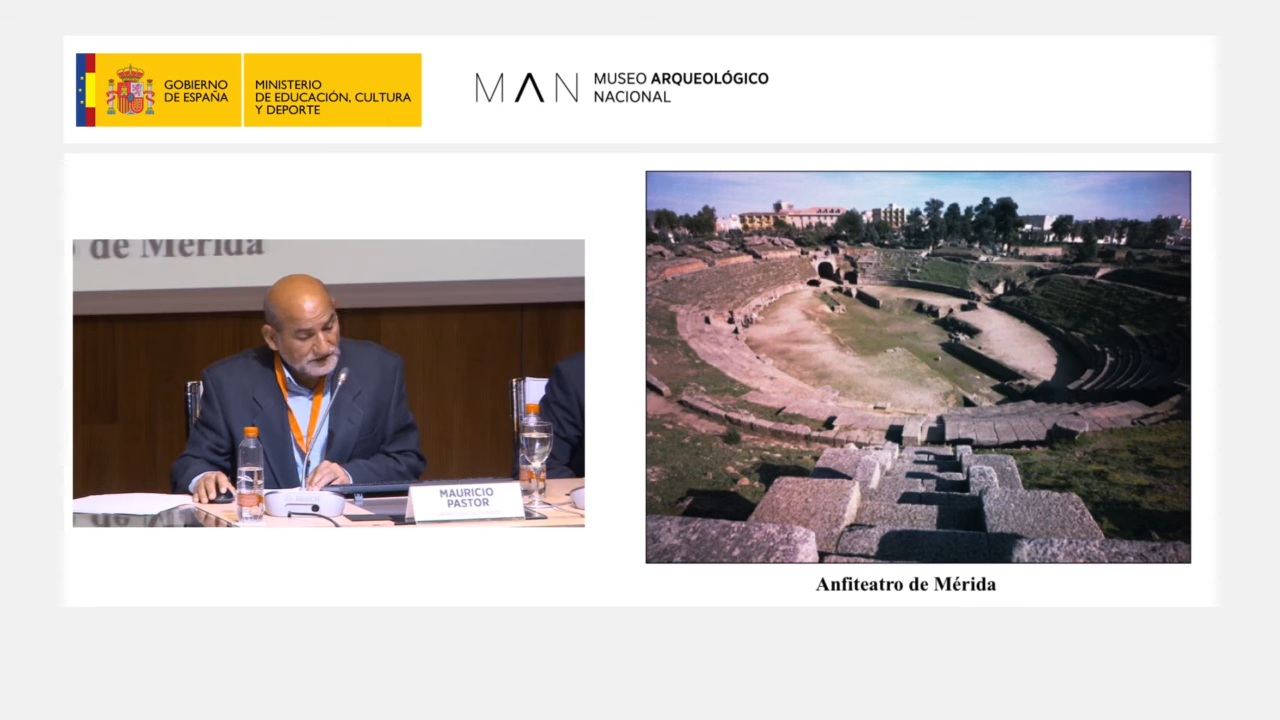 GOBIERNO
DE ESPAÑA
MINISTERIO
DE EDUCACIÓN, CULTURA
Y DEPORTE
MAN
MUSEO ARQUEOLÓGICO
NACIONAL
de Mérida
MAURICIO
PASTOR
Anfiteatro de Mérida